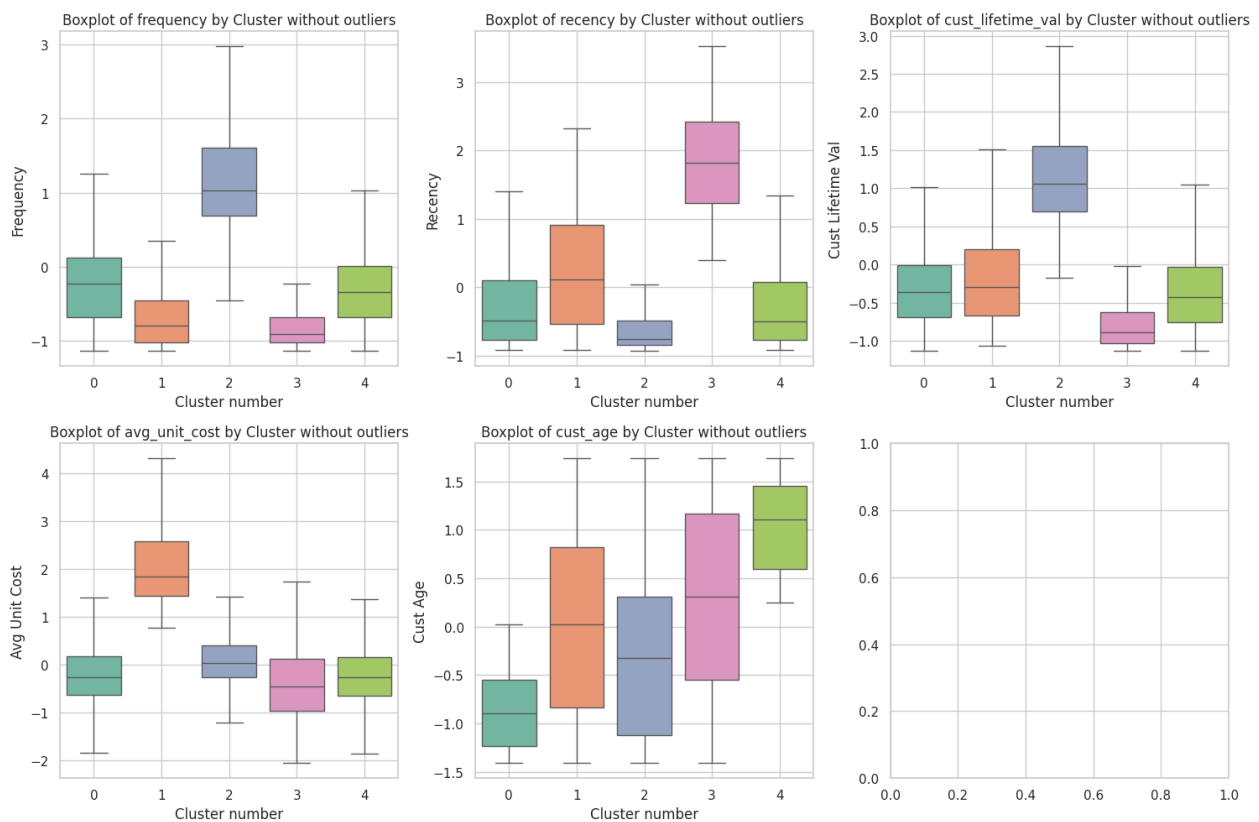 Boxplot of frequency by Cluster without outliers
3
2
1
0
−1
Frequency
0 1 2 3 4
Cluster number
Boxplot of recency by Cluster without outliers
3
2
1
0
−1
Recency
0 1 2 3 4
Cluster number
Boxplot of cust_lifetime_val by Cluster without outliers
3.0
2.5
2.0
1.5
1.0
0.5
0.0
−0.5
−1.0
Cust Lifetime Val
0 1 2 3 4
Cluster number
Boxplot of avg_unit_cost by Cluster without outliers
4
3
2
1
0
−1
−2
Avg Unit Cost
0 1 2 3 4
Cluster number
Boxplot of cust_age by Cluster without outliers
1.5
1.0
0.5
0.0
−0.5
−1.0
−1.5
Cust Age
0 1 2 3 4
Cluster number
1.0
0.8
0.6
0.4
0.2
0.0
0.0 0.2 0.4 0.6 0.8 1.0